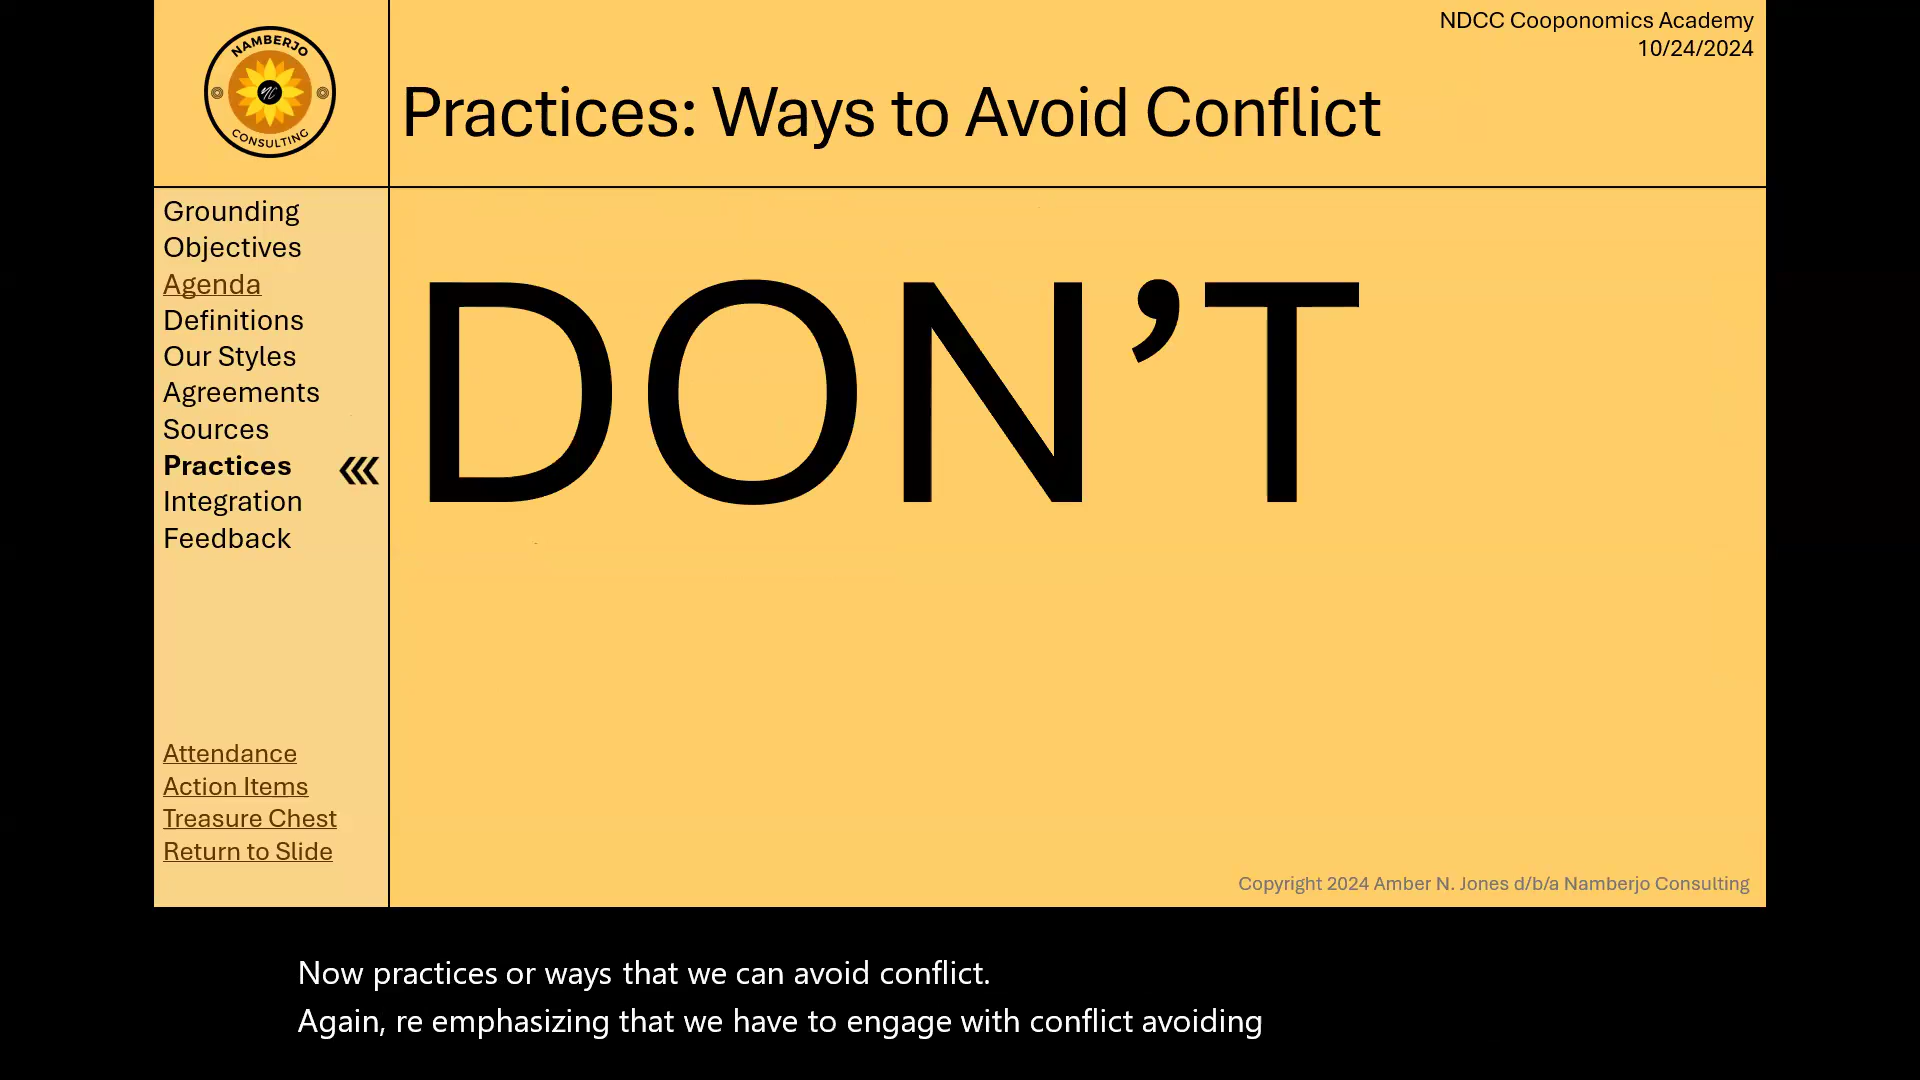 NAMBERJO
CONSULTING
NDCC Cooponomics Academy
10/24/2024
Practices: Ways to Avoid Conflict
Grounding
Objectives
Agenda
Definitions
Our Styles
Agreements
Sources
Practices
Integration
Feedback
DON’T
Attendance
Action Items
Treasure Chest
Return to Slide
Copyright 2024 Amber N. Jones d/b/a Namberjo Consulting
Now practices or ways that we can avoid conflict.
Again, re emphasizing that we have to engage with conflict avoiding